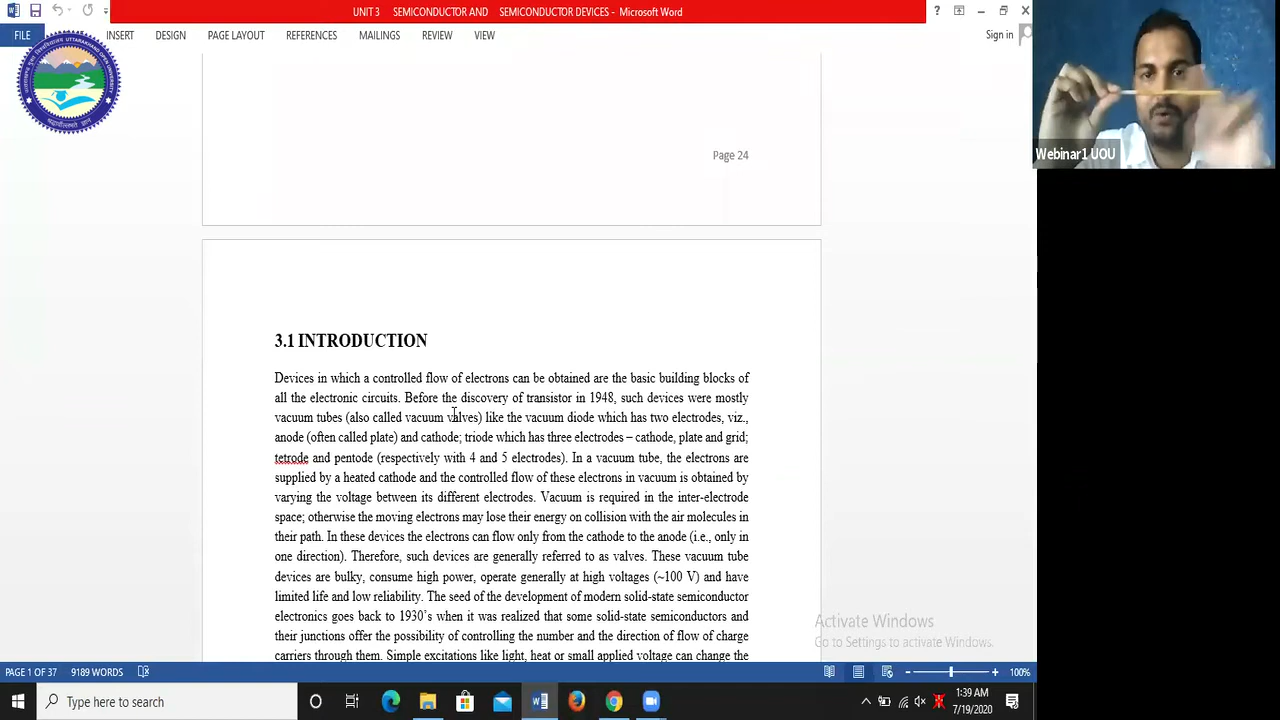 UNIT 3 SEMICONDUCTOR AND SEMICONDUCTOR DEVICES - Microsoft Word
FILE INSERT DESIGN PAGE LAYOUT REFERENCES MAILINGS REVIEW VIEW Sign in
Webinar1 UOU
Page 24
3.1 INTRODUCTION
Devices in which a controlled flow of electrons can be obtained are the basic building blocks of
all the electronic circuits. Before the discovery of transistor in 1948, such devices were mostly
vacuum tubes (also called vacuum valves) like the vacuum diode which has two electrodes, viz.,
anode (often called plate) and cathode; triode which has three electrodes – cathode, plate and grid;
tetrode and pentode (respectively with 4 and 5 electrodes). In a vacuum tube, the electrons are
supplied by a heated cathode and the controlled flow of these electrons in vacuum is obtained by
varying the voltage between its different electrodes. Vacuum is required in the inter-electrode
space; otherwise the moving electrons may lose their energy on collision with the air molecules in
their path. In these devices the electrons can flow only from the cathode to the anode (i.e., only in
one direction). Therefore, such devices are generally referred to as valves. These vacuum tube
devices are bulky, consume high power, operate generally at high voltages (~100 V) and have
limited life and low reliability. The seed of the development of modern solid-state semiconductor
electronics goes back to 1930's when it was realized that some solid-state semiconductors and
their junctions offer the possibility of controlling the number and the direction of flow of charge
carriers through them. Simple excitations like light, heat or small applied voltage can change the
Activate Windows
Go to Settings to activate Windows.
PAGE 1 OF 37 9189 WORDS 100%
Type here to search
1:39 AM
7/19/2020